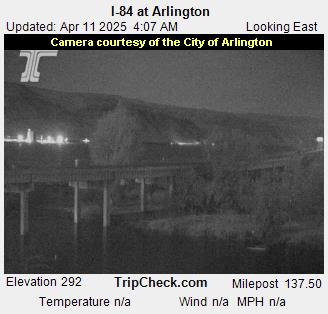 I-84 at Arlington
Updated: Apr 11 2025 4:07 AM Looking East
Camera courtesy of the City of Arlington
Elevation 292 TripCheck.com Milepost 137.50
Temperature n/a Wind n/a MPH n/a